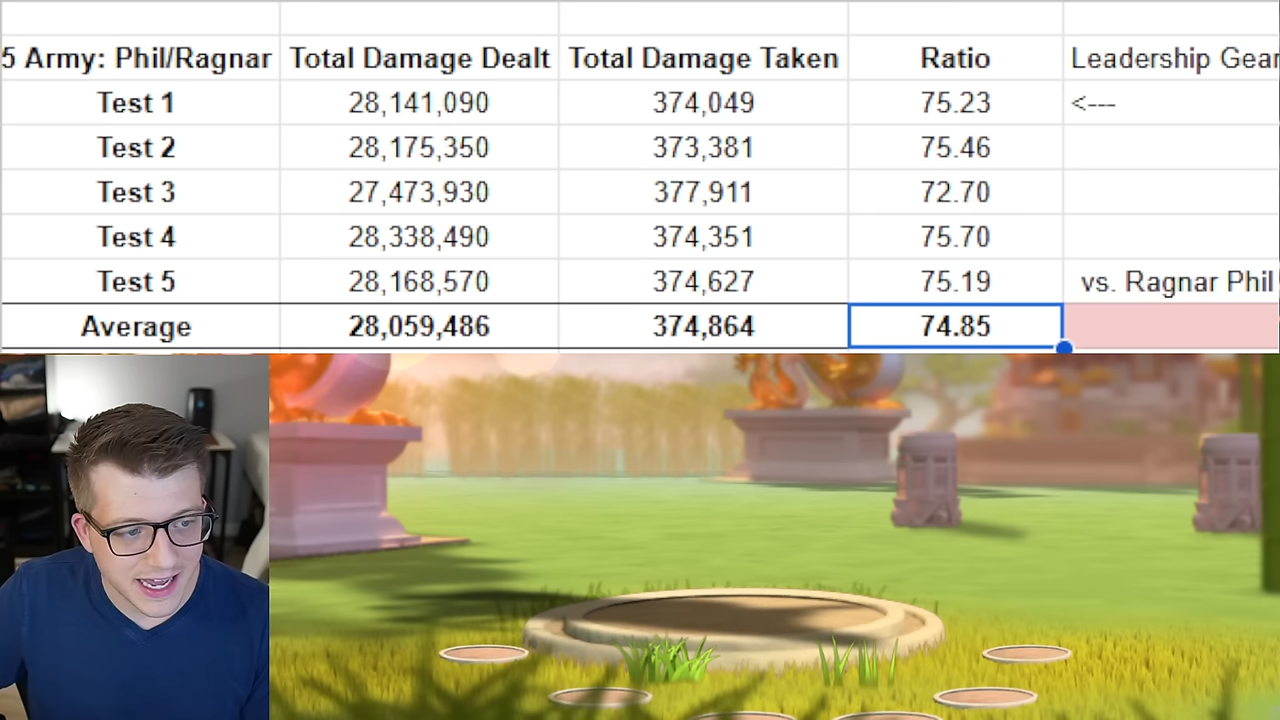 5 Army: Phil/Ragnar Total Damage Dealt Total Damage Taken Ratio Leadership Gear
Test 1 28,141,090 374,049 75.23 <---
Test 2 28,175,350 373,381 75.46
Test 3 27,473,930 377,911 72.70
Test 4 28,338,490 374,351 75.70
Test 5 28,168,570 374,627 75.19 vs. Ragnar Phil
Average 28,059,486 374,864 74.85